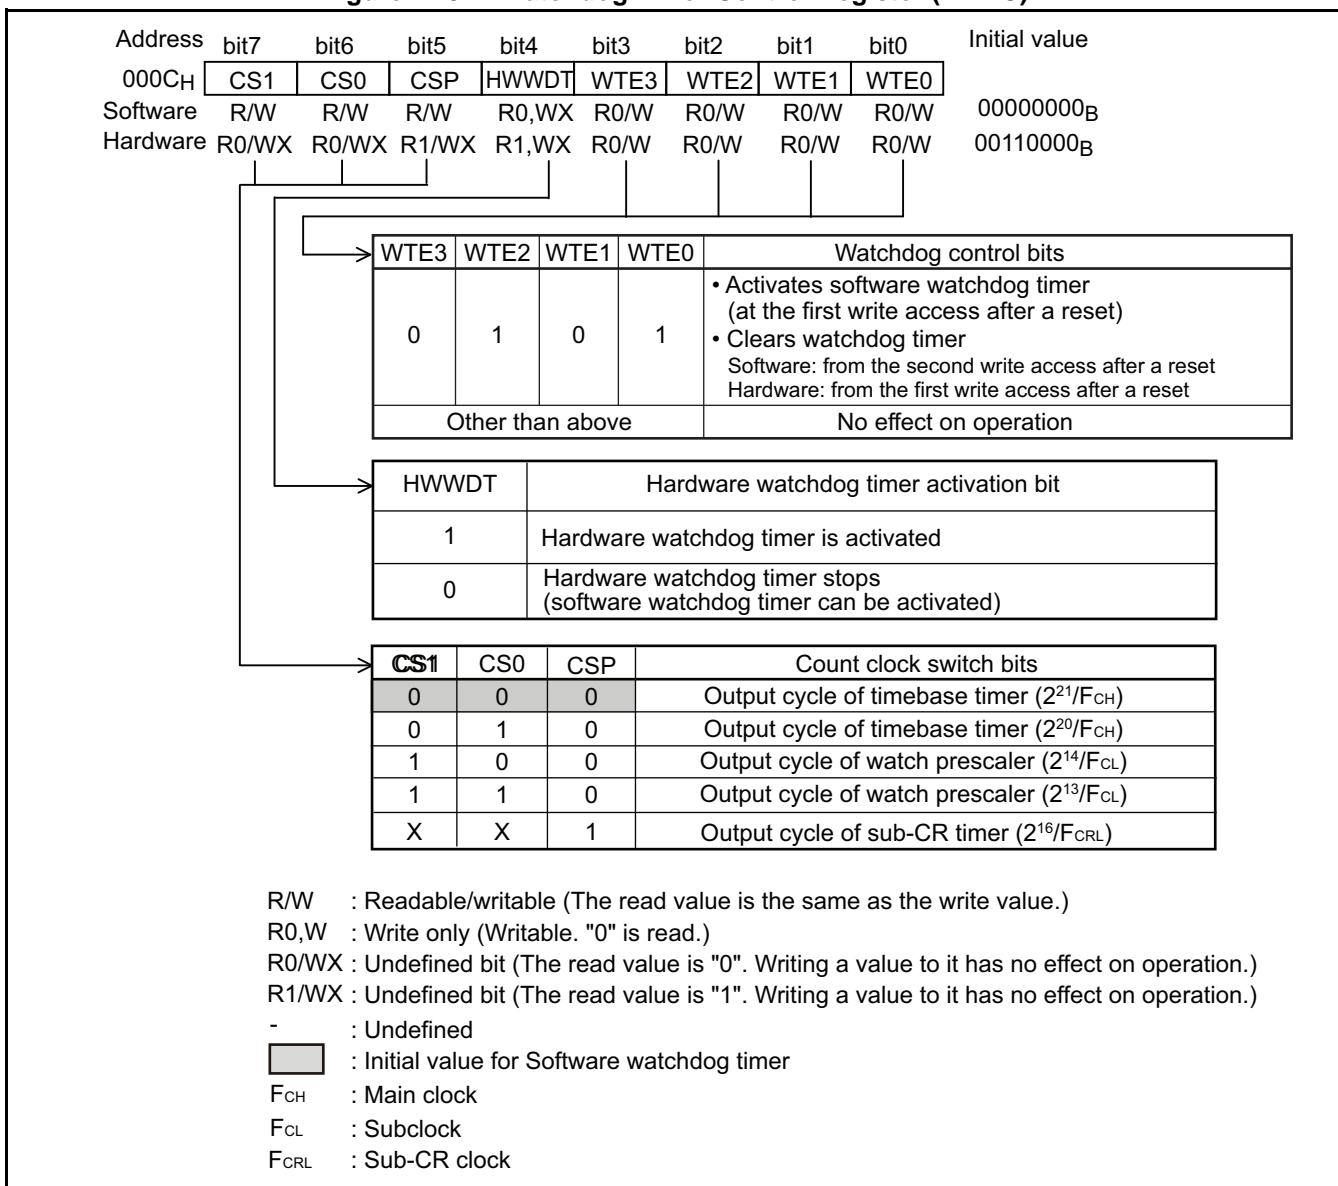 Address bit7 bit6 bit5 bit4 bit3 bit2 bit1 bit0 Initial value
000CH CS1 CS0 CSP HWWDT WTE3 WTE2 WTE1 WTE0
Software R/W R/W R/W R0,WX R0/W R0/W R0/W R0/W 00000000B
Hardware R0/WX R0/WX R1/WX R1,WX R0/W R0/W R0/W R0/W 00110000B
WTE3 WTE2 WTE1 WTE0 Watchdog control bits
0 1 0 1 • Activates software watchdog timer
(at the first write access after a reset)
• Clears watchdog timer
Software: from the second write access after a reset
Hardware: from the first write access after a reset
Other than above No effect on operation
HWWDT Hardware watchdog timer activation bit
1 Hardware watchdog timer is activated
0 Hardware watchdog timer stops
(software watchdog timer can be activated)
CS1 CS0 CSP Count clock switch bits
0 0 0 Output cycle of timebase timer (2²¹/FCH)
0 1 0 Output cycle of timebase timer (2²⁰/FCH)
1 0 0 Output cycle of watch prescaler (2¹⁴/FCL)
1 1 0 Output cycle of watch prescaler (2¹³/FCL)
X X 1 Output cycle of sub-CR timer (2¹⁶/FCRL)
R/W : Readable/writable (The read value is the same as the write value.)
R0,W : Write only (Writable. "0" is read.)
R0/WX : Undefined bit (The read value is "0". Writing a value to it has no effect on operation.)
R1/WX : Undefined bit (The read value is "1". Writing a value to it has no effect on operation.)
- : Undefined
: Initial value for Software watchdog timer
FCH : Main clock
FCL : Subclock
FCRL : Sub-CR clock